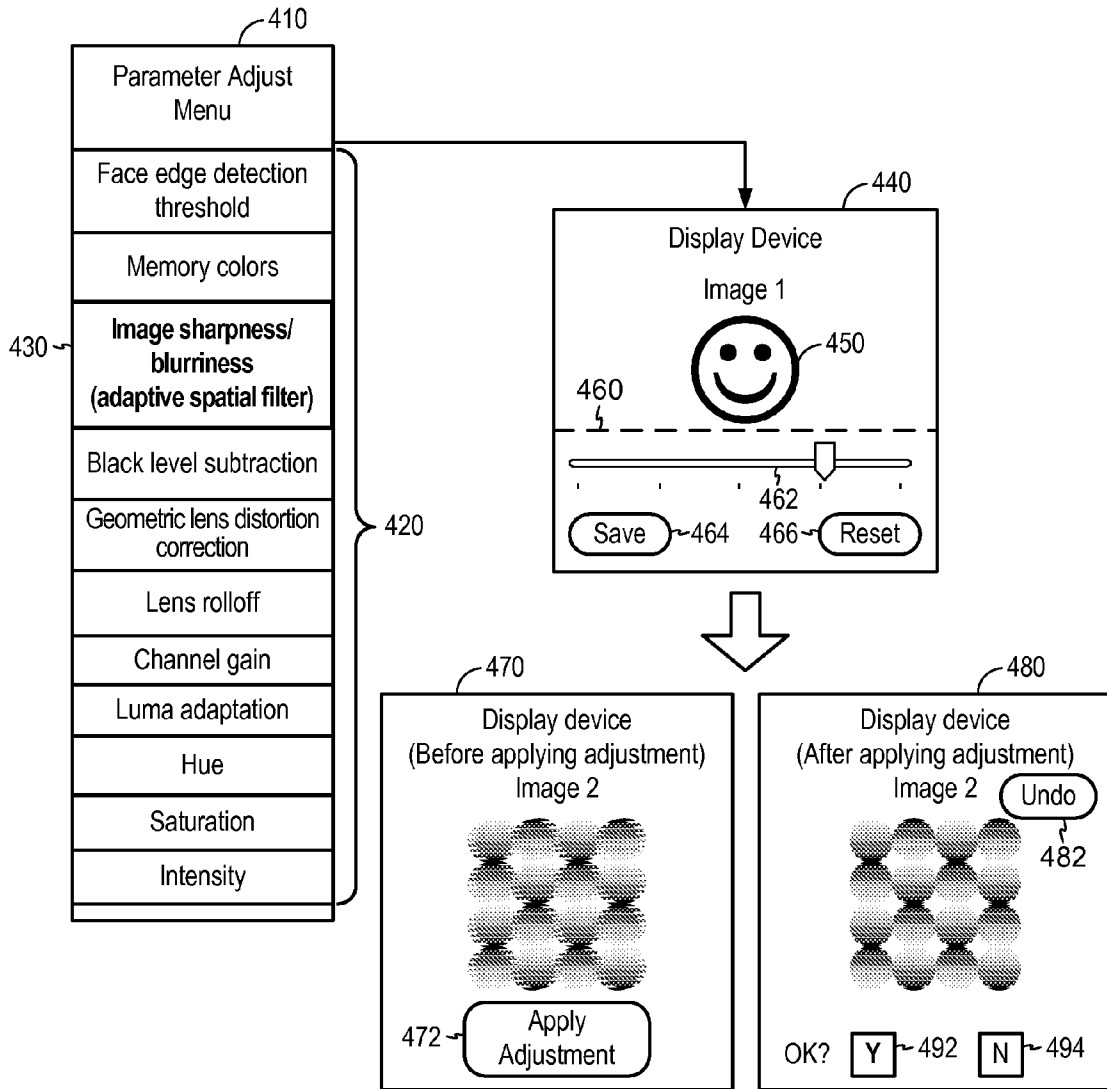 410
Parameter Adjust
Menu
Face edge detection
threshold
Memory colors
430
Image sharpness/
blurriness
(adaptive spatial filter)
Black level subtraction
Geometric lens distortion
correction
420
Lens rolloff
Channel gain
Luma adaptation
Hue
Saturation
Intensity
440
Display Device
Image 1
450
460
462
Save
464
466
Reset
470
Display device
(Before applying adjustment)
Image 2
472
Apply
Adjustment
480
Display device
(After applying adjustment)
Image 2
Undo
482
OK?
Y
492
N
494